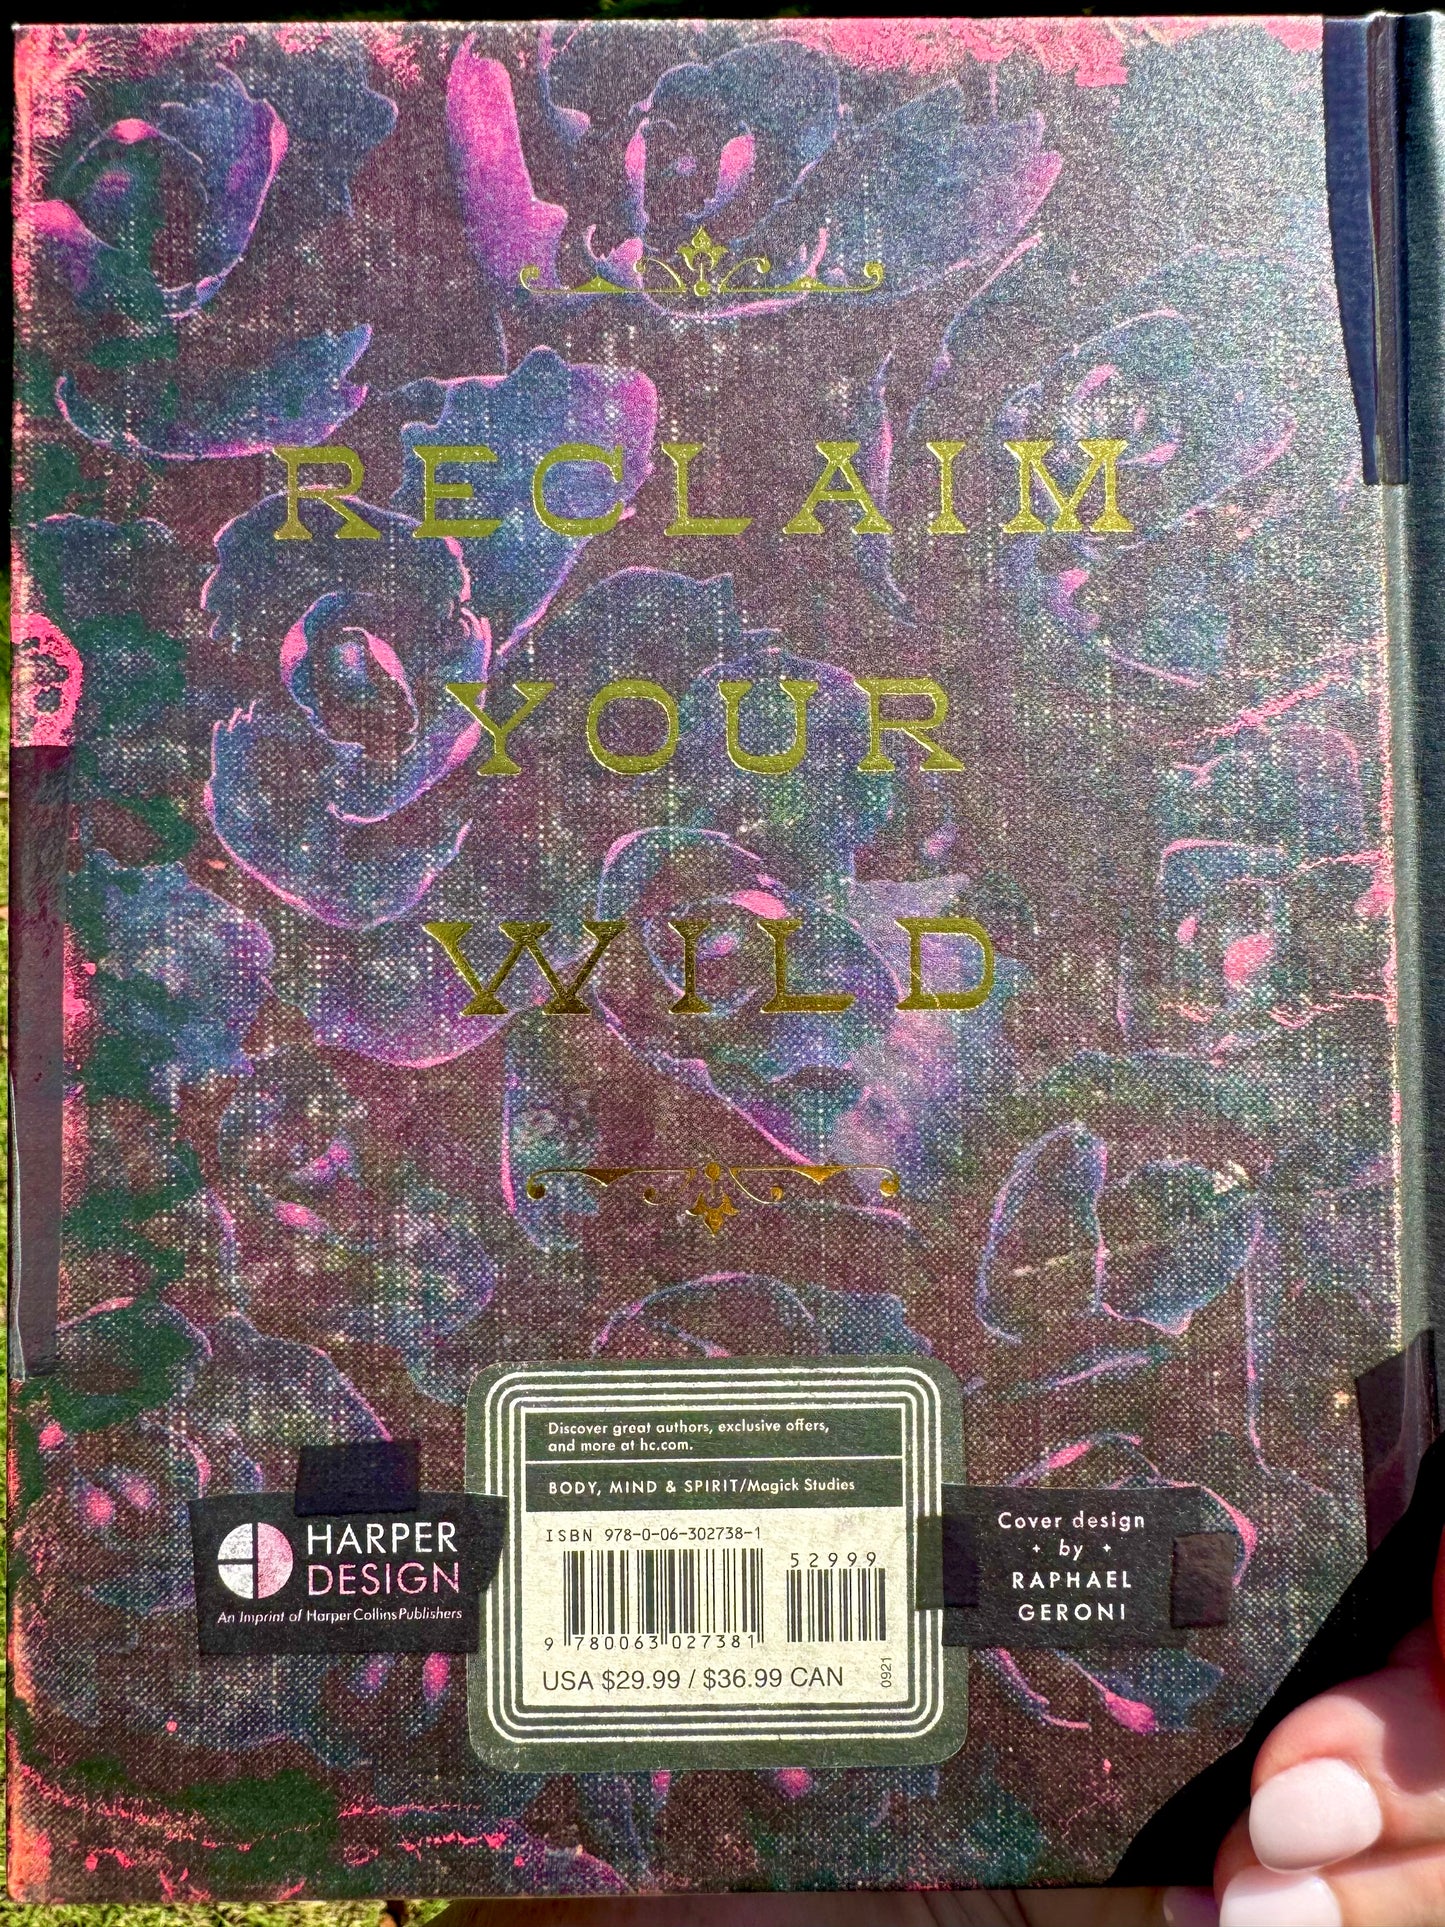 RECLAIM
YOUR
WILD
Discover great authors, exclusive offers,
and more at hc.com.
BODY, MIND & SPIRIT/Magick Studies
ISBN 978-0-06-302738-1
52999
9 780063 027381
USA $29.99 / $36.99 CAN
0921
HARPER
DESIGN
An Imprint of HarperCollinsPublishers
Cover design
by
RAPHAEL
GERONI